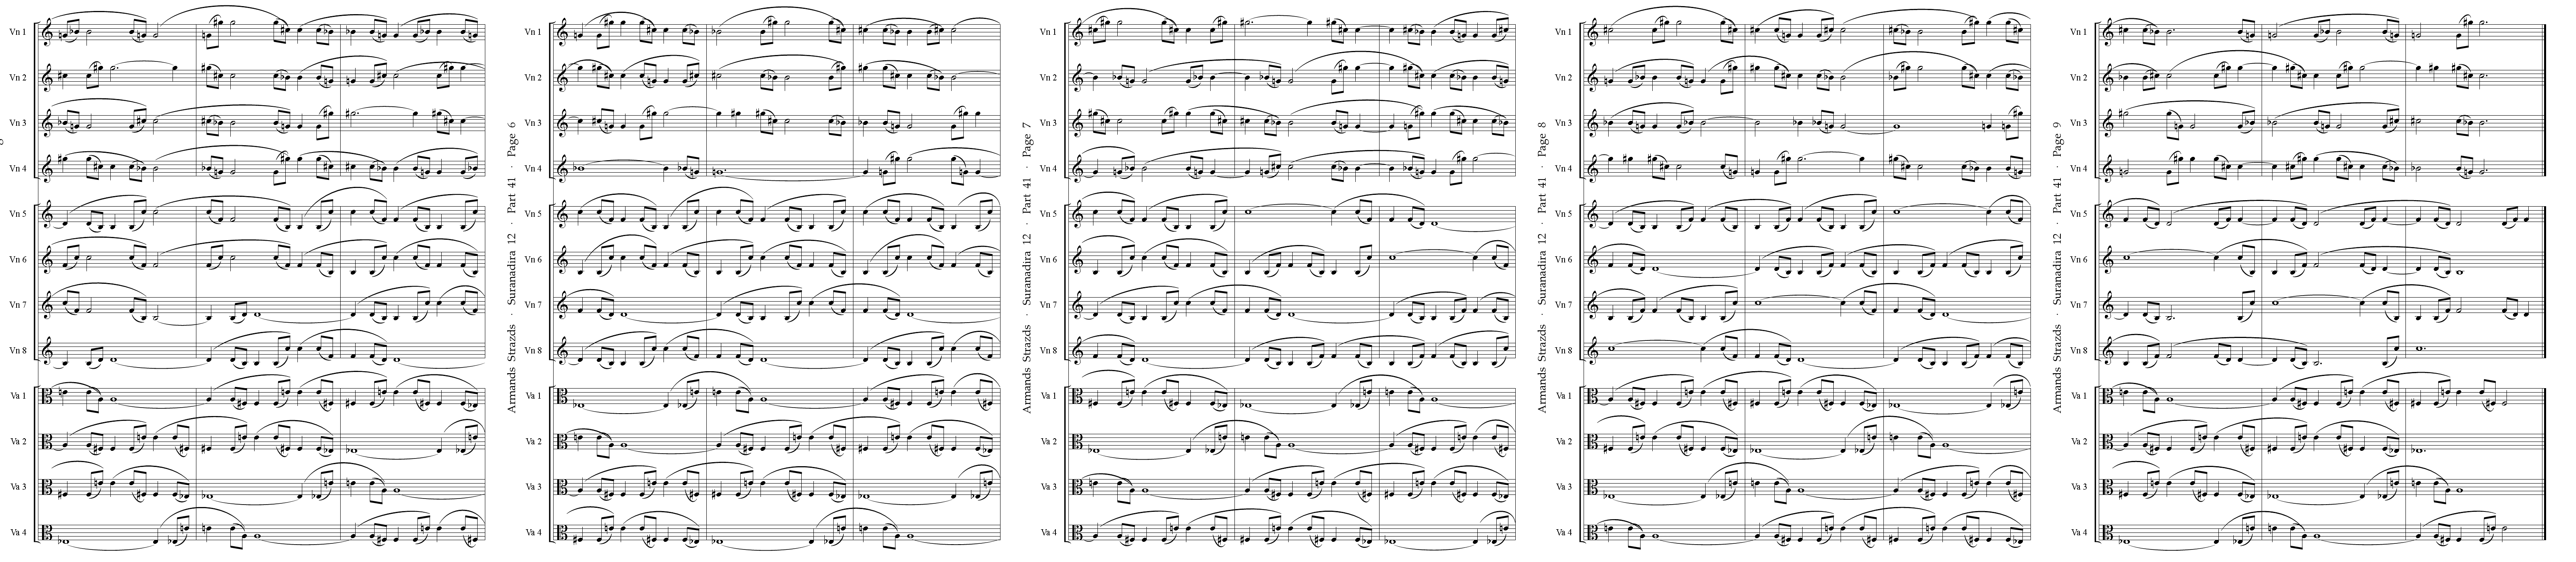 Vn 1
Vn 2
Vn 3
Vn 4
Vn 5
Vn 6
Vn 7
Vn 8
Va 1
Va 2
Va 3
Va 4
Armands Strazds · Suranadira 12 · Part 41 · Page 6
Vn 1
Vn 2
Vn 3
Vn 4
Vn 5
Vn 6
Vn 7
Vn 8
Va 1
Va 2
Va 3
Va 4
Armands Strazds · Suranadira 12 · Part 41 · Page 7
Vn 1
Vn 2
Vn 3
Vn 4
Vn 5
Vn 6
Vn 7
Vn 8
Va 1
Va 2
Va 3
Va 4
Armands Strazds · Suranadira 12 · Part 41 · Page 8
Vn 1
Vn 2
Vn 3
Vn 4
Vn 5
Vn 6
Vn 7
Vn 8
Va 1
Va 2
Va 3
Va 4
Armands Strazds · Suranadira 12 · Part 41 · Page 9
Vn 1
Vn 2
Vn 3
Vn 4
Vn 5
Vn 6
Vn 7
Vn 8
Va 1
Va 2
Va 3
Va 4